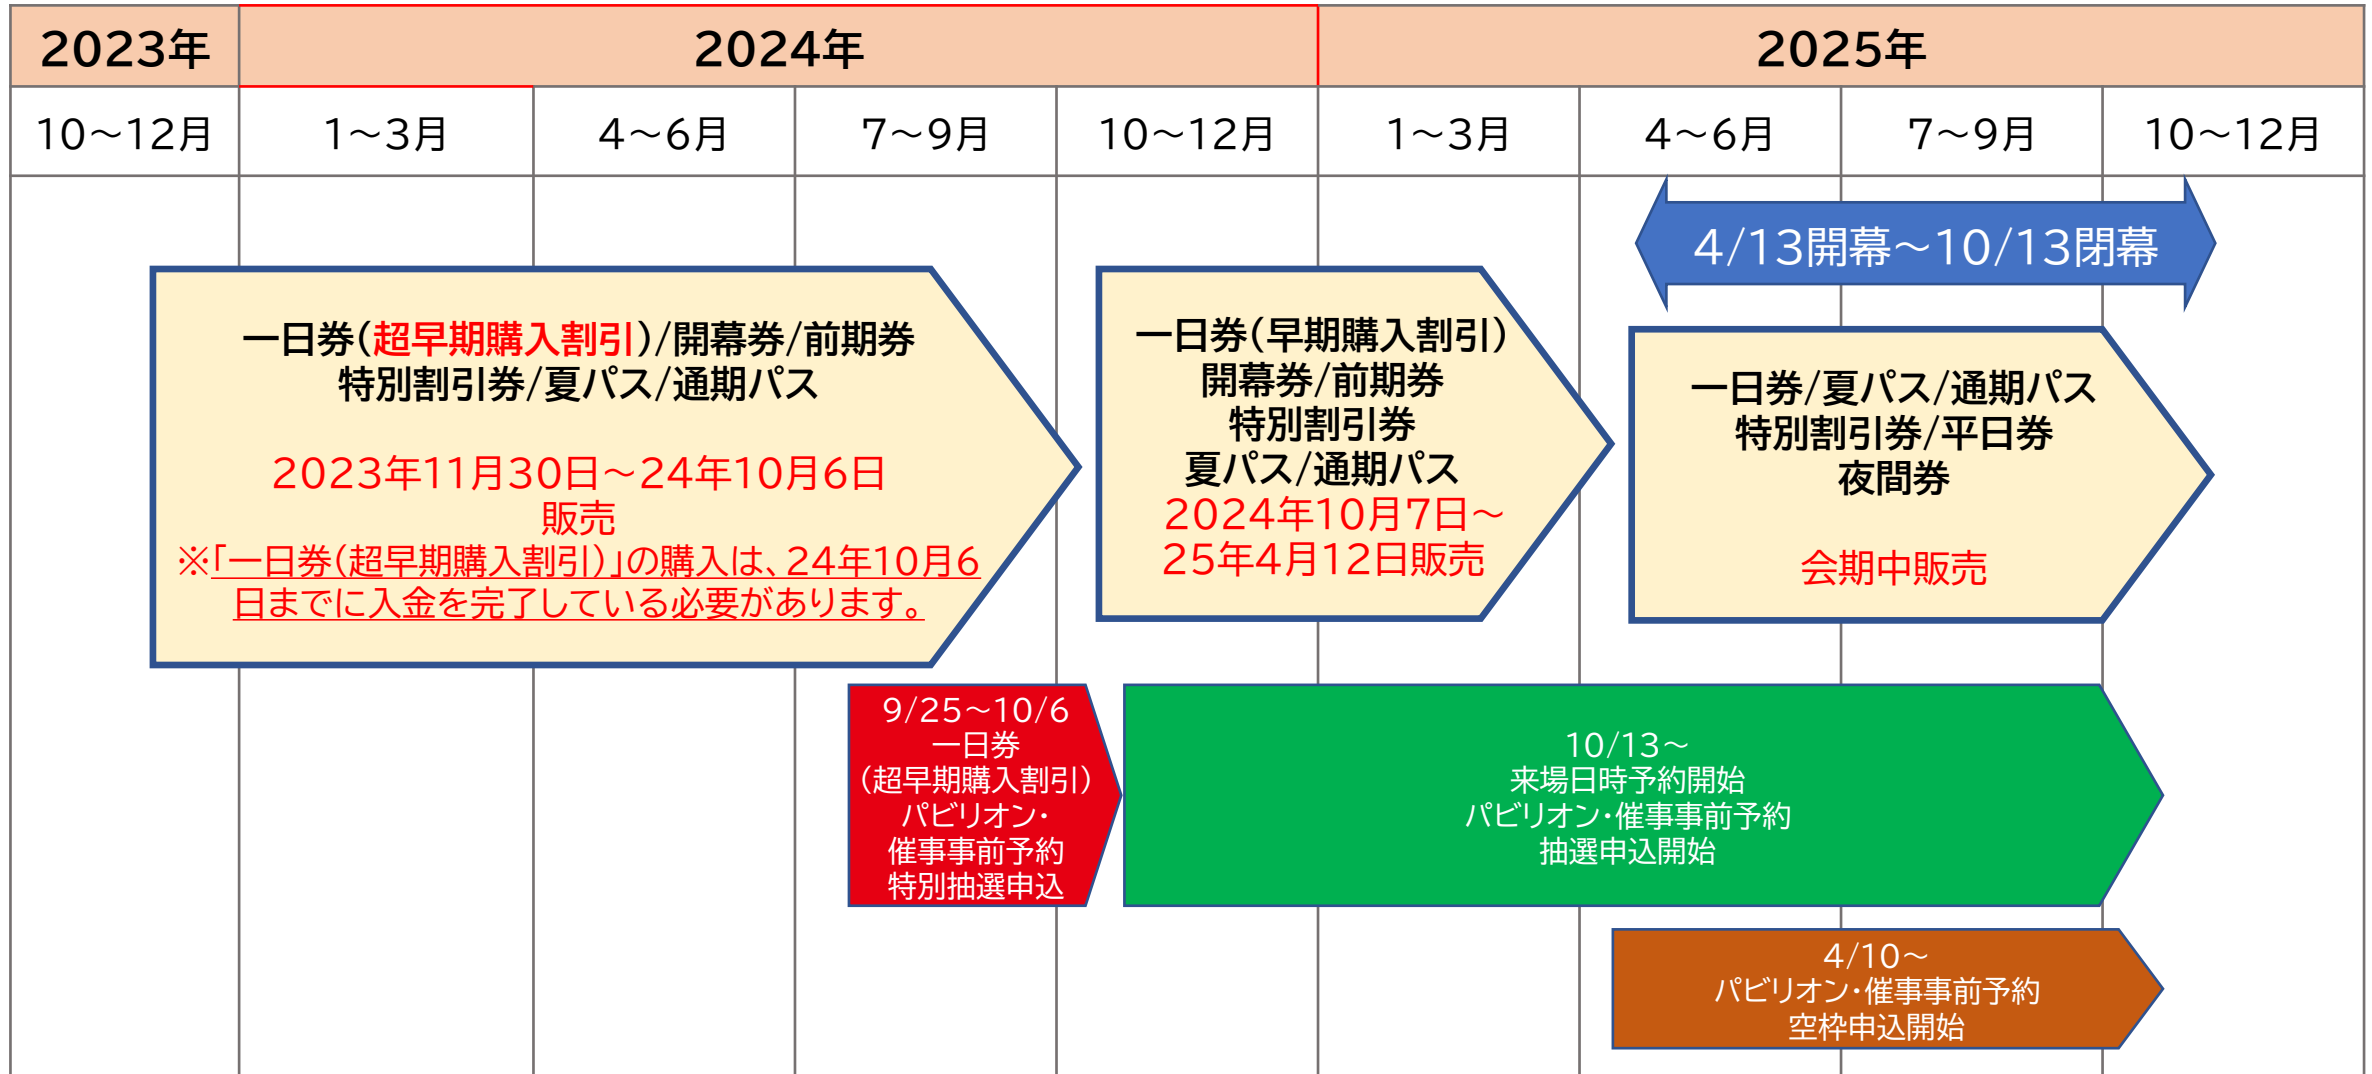 2023年
2024年
2025年
10～12月
1～3月
4～6月
7～9月
10～12月
1～3月
4～6月
7～9月
10～12月
4/13開幕～10/13閉幕
一日券(超早期購入割引)/開幕券/前期券
特別割引券/夏パス/通期パス
2023年11月30日～24年10月6日
販売
※「一日券(超早期購入割引)」の購入は、24年10月6
日までに入金を完了している必要があります。
一日券(早期購入割引)
開幕券/前期券
特別割引券
夏パス/通期パス
2024年10月7日～
25年4月12日販売
一日券/夏パス/通期パス
特別割引券/平日券
夜間券
会期中販売
9/25～10/6
一日券
(超早期購入割引)
パビリオン・
催事事前予約
特別抽選申込
10/13～
来場日時予約開始
パビリオン・催事事前予約
抽選申込開始
4/10～
パビリオン・催事事前予約
空枠申込開始